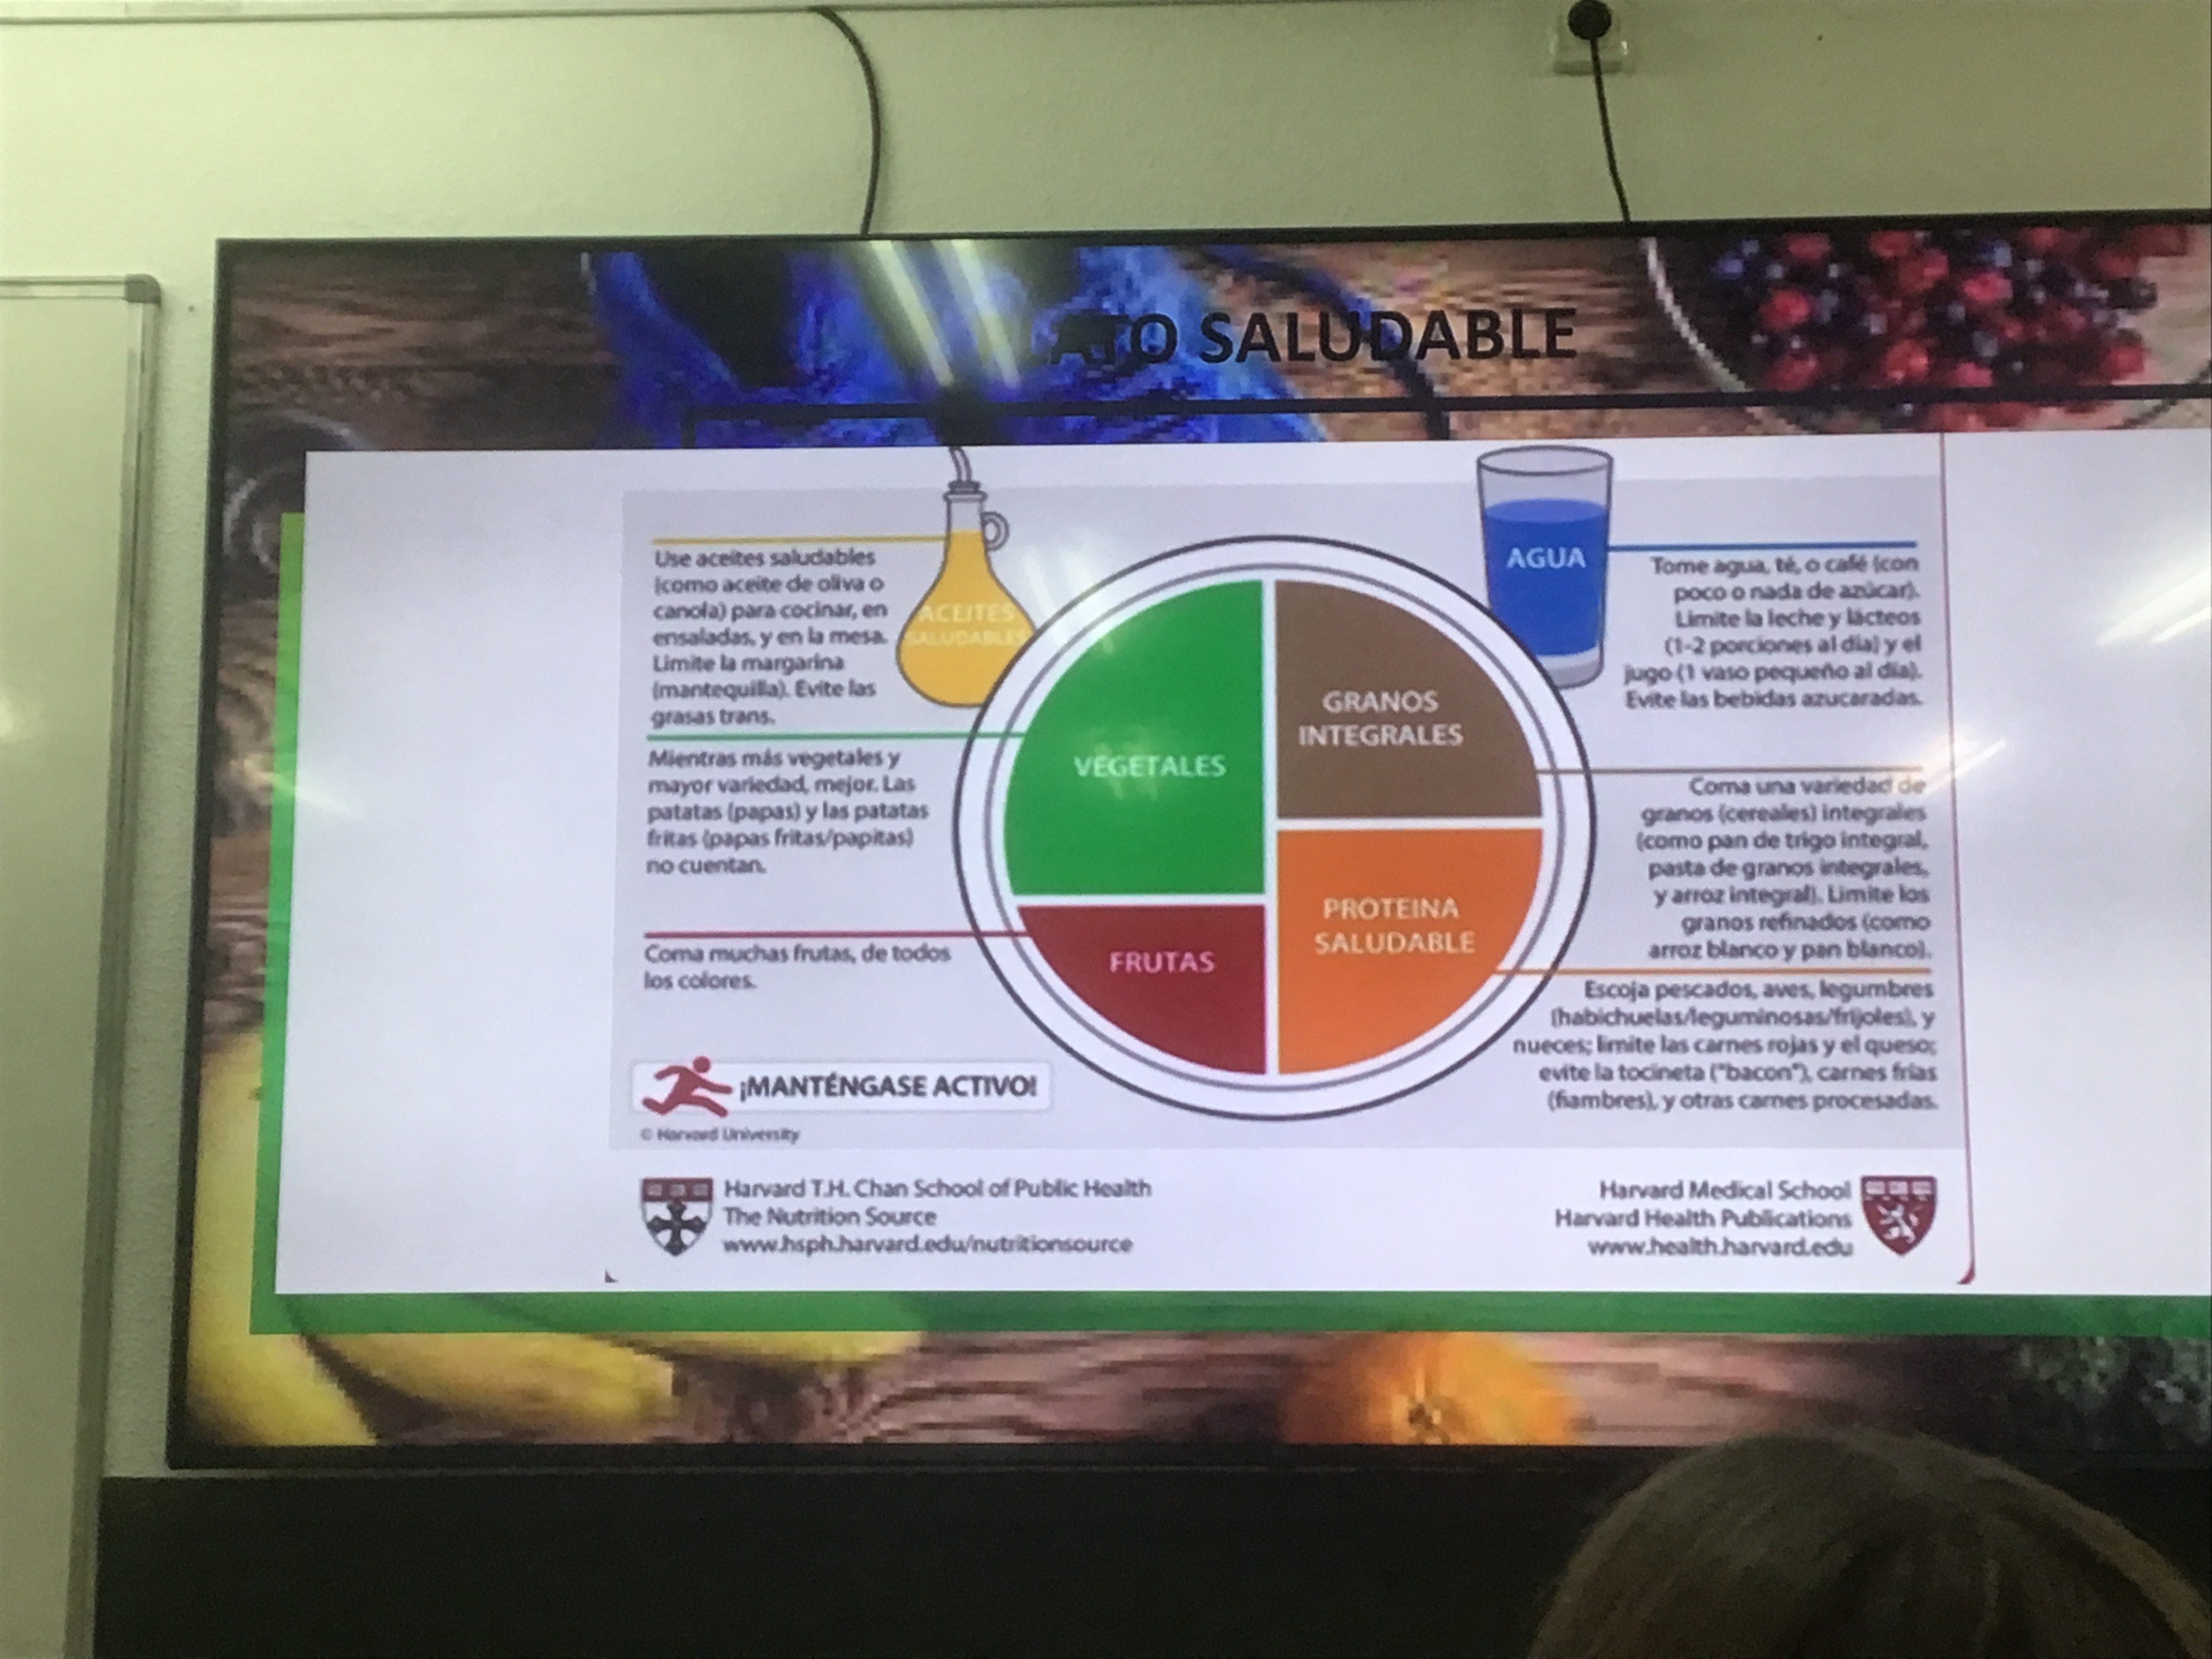 SALUDABLE
ACEITES
SALUDABLES
AGUA
Use aceites saludables
(como aceite de oliva o
canola) para cocinar, en
ensaladas, y en la mesa.
Limite la margarina
(mantequilla). Evite las
grasas trans.
Mientras más vegetales y
mayor variedad, mejor. Las
patatas (papas) y las patatas
fritas (papas fritas/papitas)
no cuentan.
Coma muchas frutas, de todos
los colores.
VEGETALES
FRUTAS
GRANOS
INTEGRALES
PROTEINA
SALUDABLE
Tome agua, té, o café (con
poco o nada de azúcar).
Limite la leche y lácteos
(1-2 porciones al día) y el
jugo (1 vaso pequeño al día).
Evite las bebidas azucaradas.
Coma una variedad de
granos (cereales) integrales
(como pan de trigo integral,
pasta de granos integrales,
y arroz integral). Limite los
granos refinados (como
arroz blanco y pan blanco).
Escoja pescados, aves, legumbres
(habichuelas/leguminosas/frijoles), y
nueces; limite las carnes rojas y el queso;
evite la tocineta ("bacon"), carnes frías
(fiambres), y otras carnes procesadas.
¡MANTÉNGASE ACTIVO!
© Harvard University
Harvard T.H. Chan School of Public Health
The Nutrition Source
www.hsph.harvard.edu/nutritionsource
Harvard Medical School
Harvard Health Publications
www.health.harvard.edu